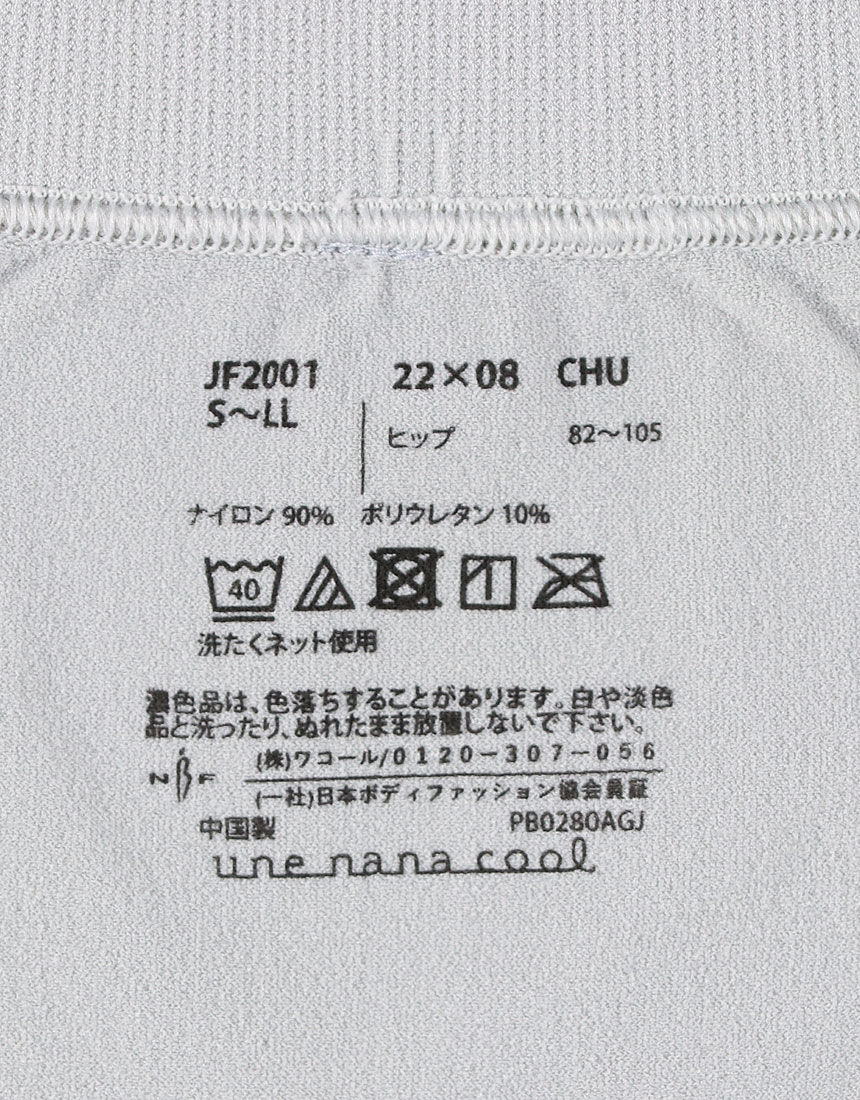 JF2001 22×08 CHU
S〜LL ヒップ 82〜105
ナイロン 90% ポリウレタン 10%
40
洗たくネット使用
濃色品は、色落ちすることがあります。白や淡色
品と洗ったり、ぬれたまま放置しないで下さい。
NBF (株)ワコール/0120-307-056
(一社)日本ボディファッション協会員証
中国製 PB0280AGJ
une nana cool